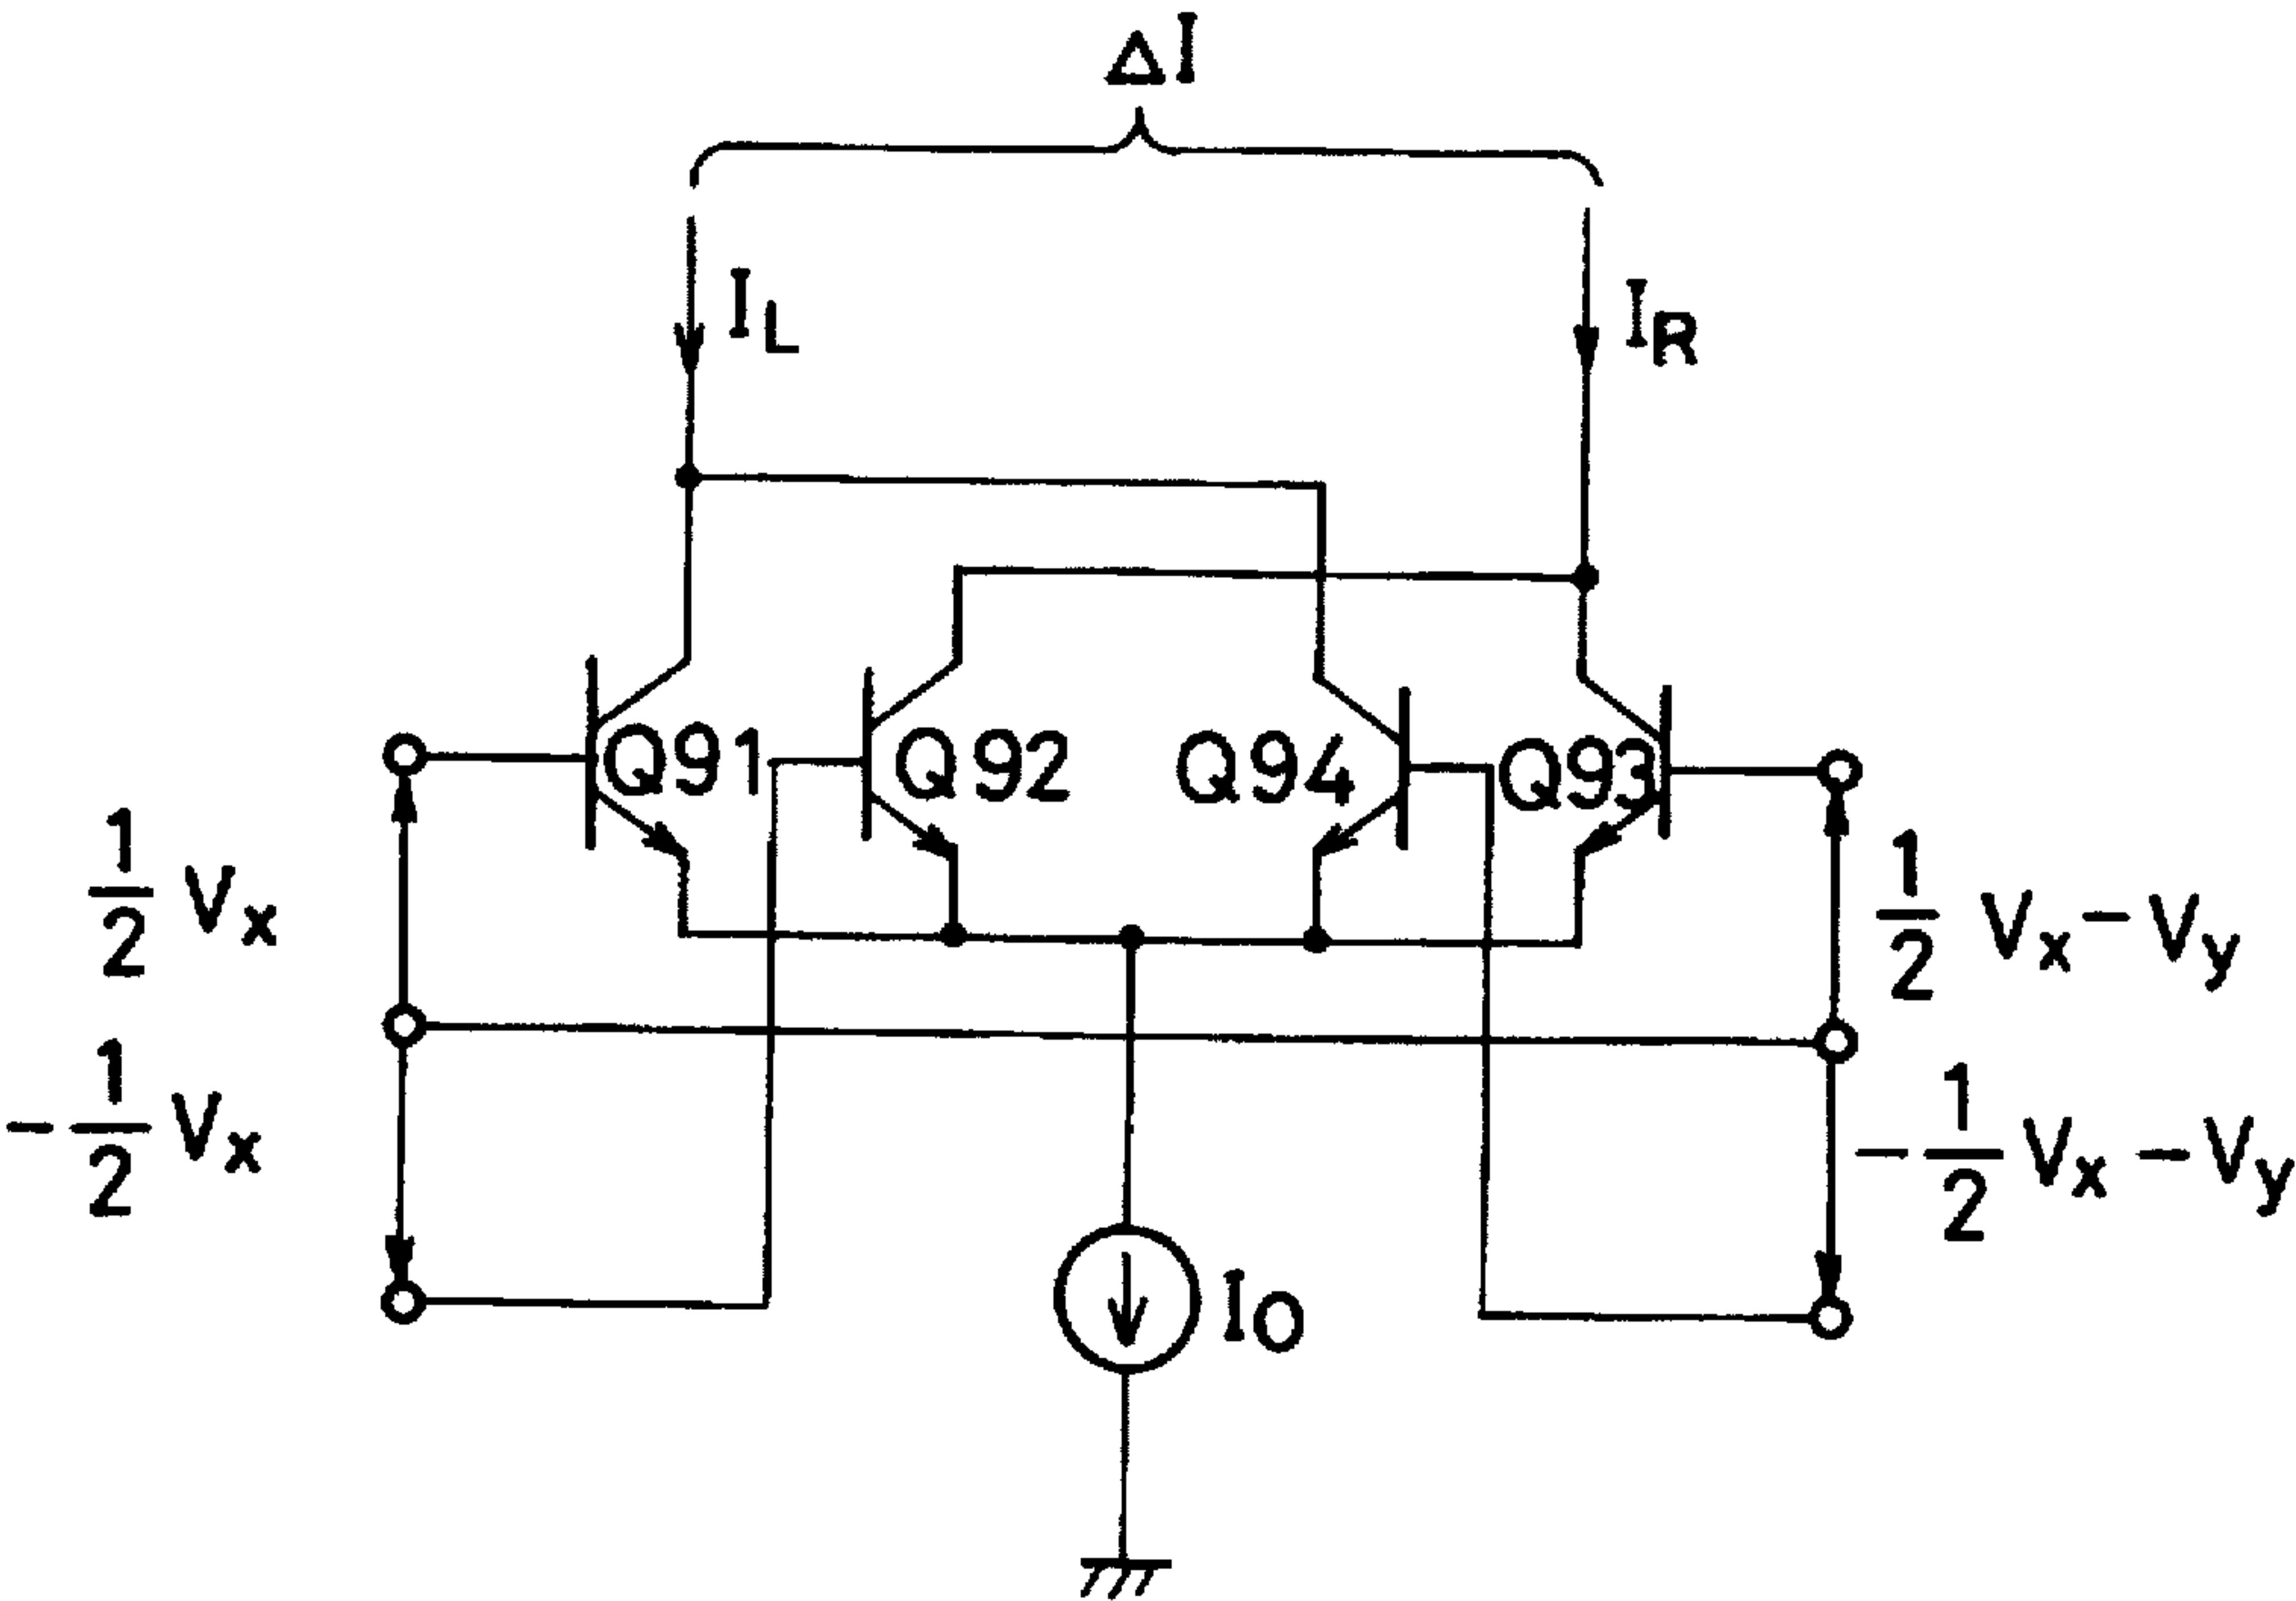 ΔI
I_L
I_R
Q91
Q92
Q94
Q93
1/2 V_x
1/2 V_x - V_y
-1/2 V_x
-1/2 V_x - V_y
I_O